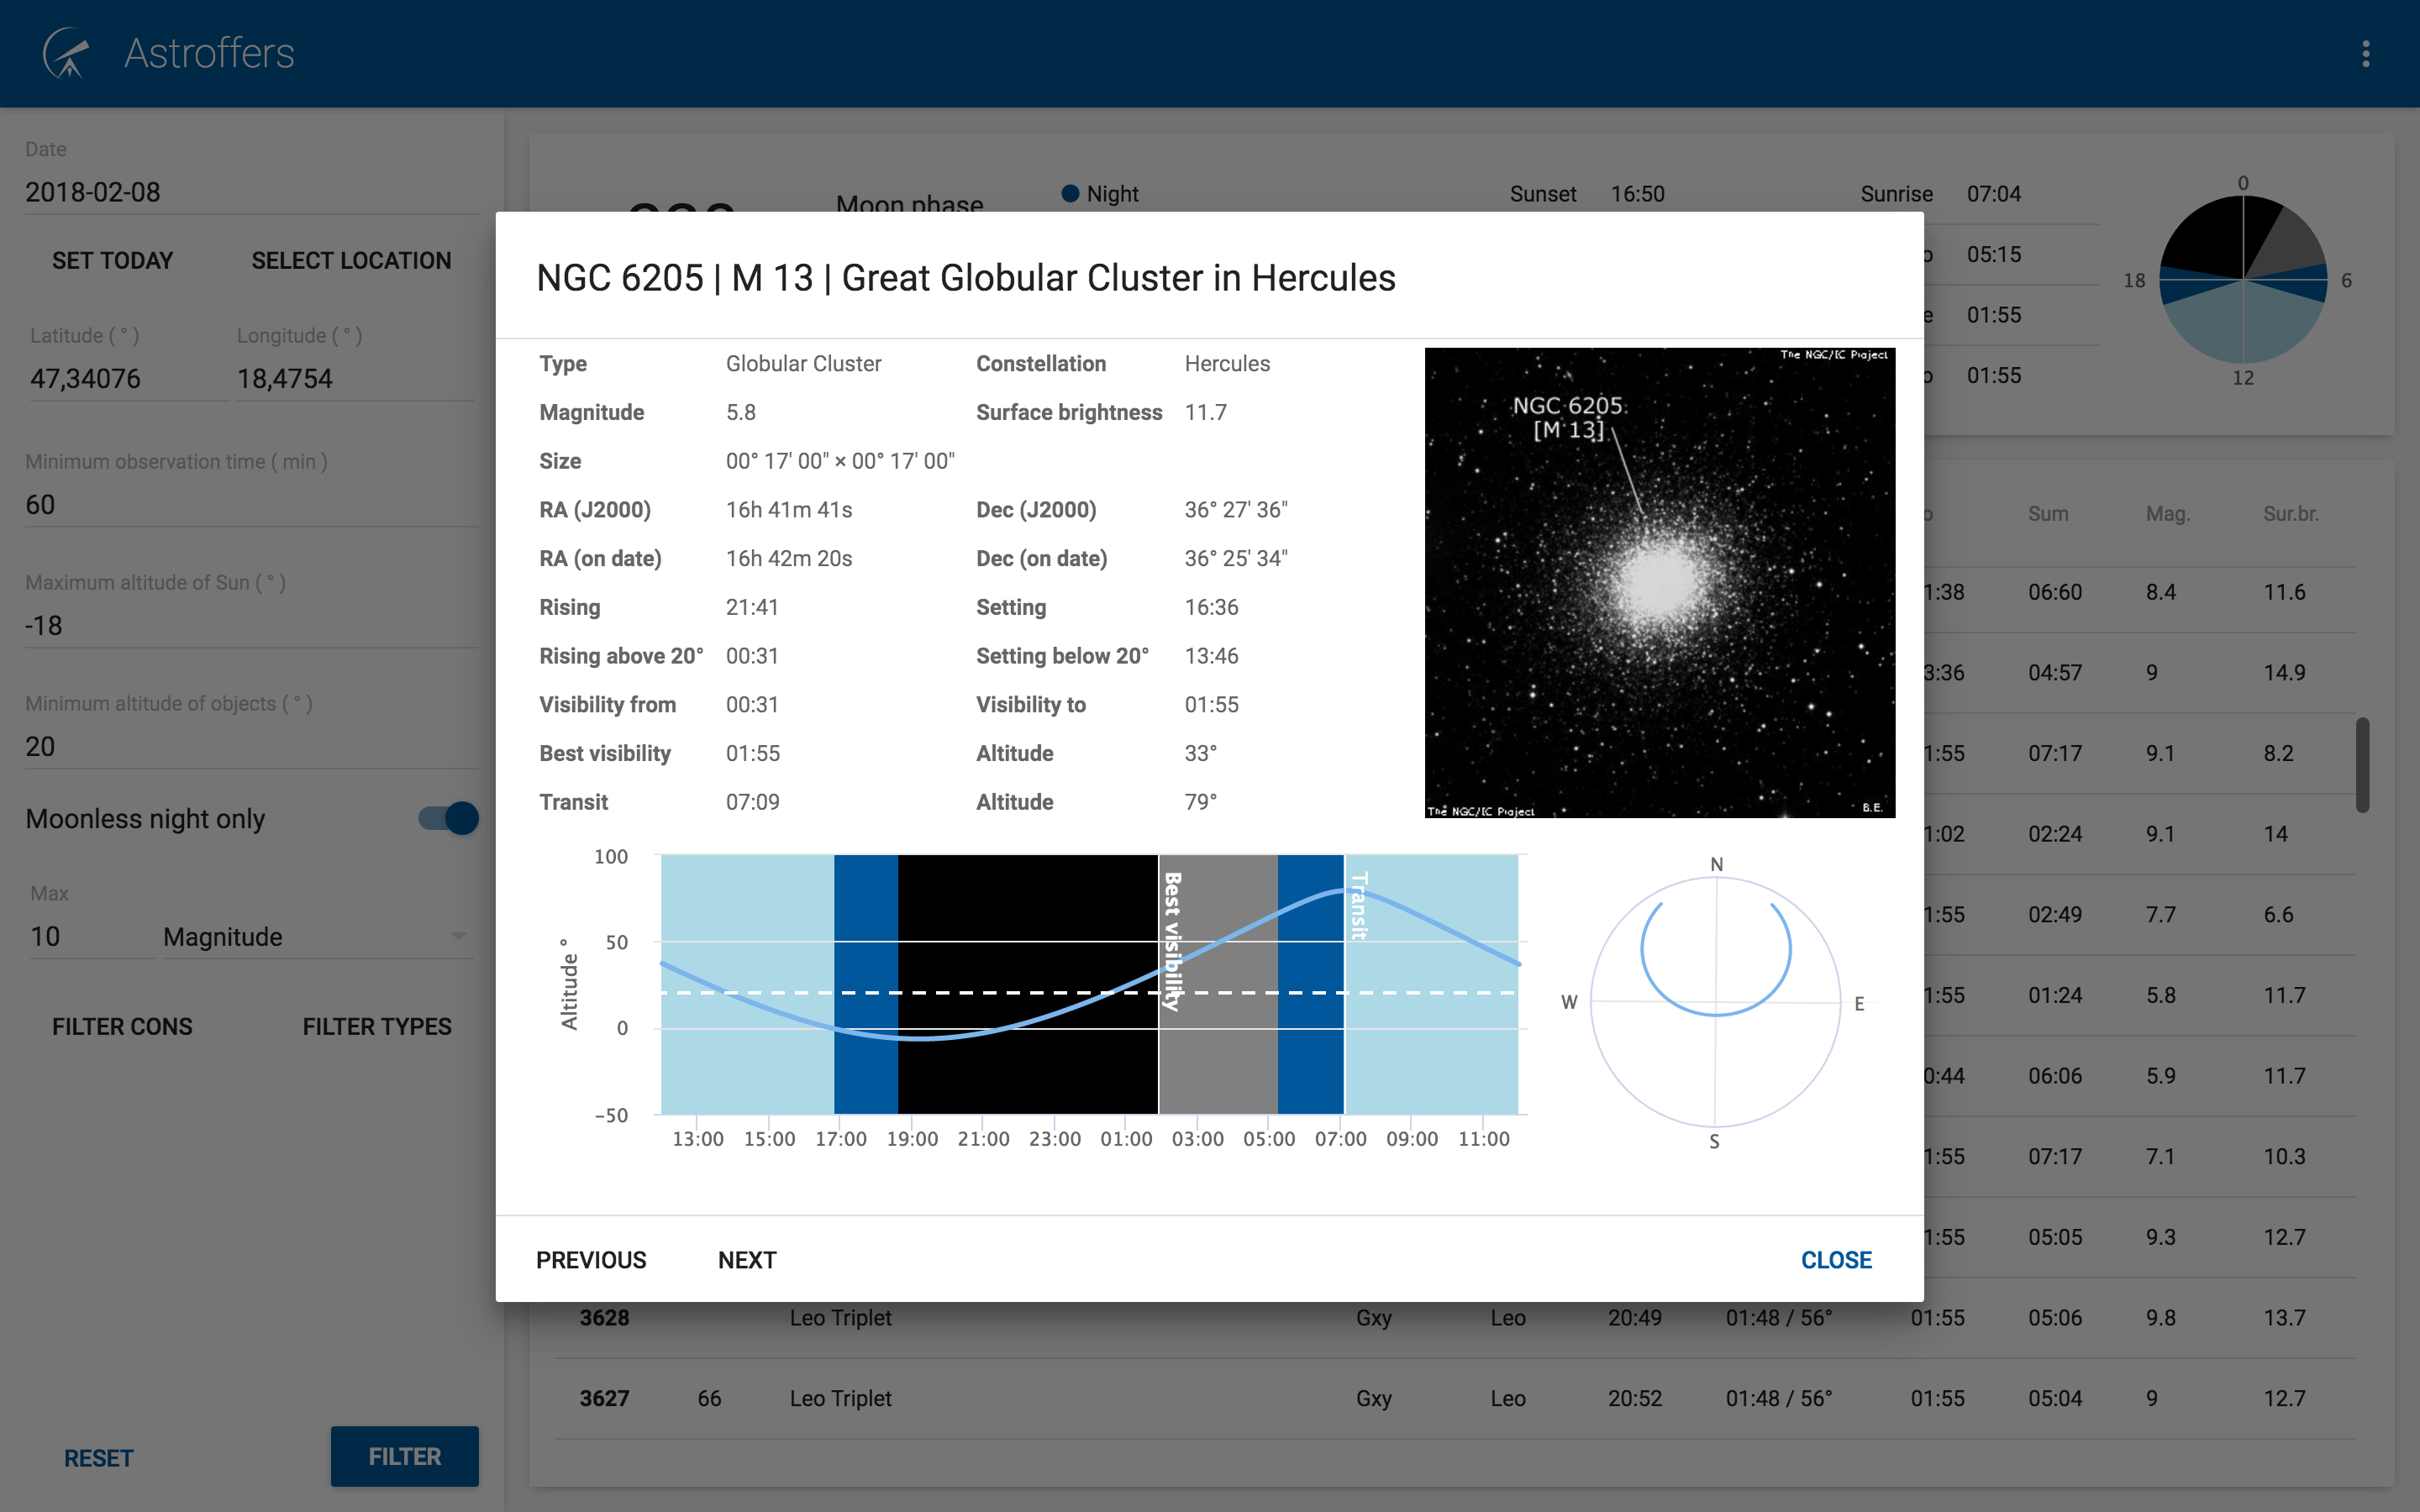 Astroffers
Date
2018-02-08
SET TODAY SELECT LOCATION
Latitude ( ° ) Longitude ( ° )
47,34076 18,4754
Minimum observation time ( min )
60
Maximum altitude of Sun ( ° )
-18
Minimum altitude of objects ( ° )
20
Moonless night only
Max
10 Magnitude
FILTER CONS FILTER TYPES
RESET FILTER
Moon phase
Night Sunset 16:50 Sunrise 07:04
05:15
01:55
01:55
0
18 6
12
NGC 6205 | M 13 | Great Globular Cluster in Hercules
Type Globular Cluster Constellation Hercules
Magnitude 5.8 Surface brightness 11.7
Size 00° 17' 00" × 00° 17' 00"
RA (J2000) 16h 41m 41s Dec (J2000) 36° 27' 36"
RA (on date) 16h 42m 20s Dec (on date) 36° 25' 34"
Rising 21:41 Setting 16:36
Rising above 20° 00:31 Setting below 20° 13:46
Visibility from 00:31 Visibility to 01:55
Best visibility 01:55 Altitude 33°
Transit 07:09 Altitude 79°
The NGC/IC Project
NGC 6205
[M 13]
The NGC/IC Project B.E.
Altitude °
100
50
0
−50
Best visibility
Transit
13:00 15:00 17:00 19:00 21:00 23:00 01:00 03:00 05:00 07:00 09:00 11:00
N
W E
S
PREVIOUS NEXT CLOSE
Sum Mag. Sur.br.
1:38 06:60 8.4 11.6
3:36 04:57 9 14.9
1:55 07:17 9.1 8.2
1:02 02:24 9.1 14
1:55 02:49 7.7 6.6
1:55 01:24 5.8 11.7
0:44 06:06 5.9 11.7
1:55 07:17 7.1 10.3
1:55 05:05 9.3 12.7
3628 Leo Triplet Gxy Leo 20:49 01:48 / 56° 01:55 05:06 9.8 13.7
3627 66 Leo Triplet Gxy Leo 20:52 01:48 / 56° 01:55 05:04 9 12.7